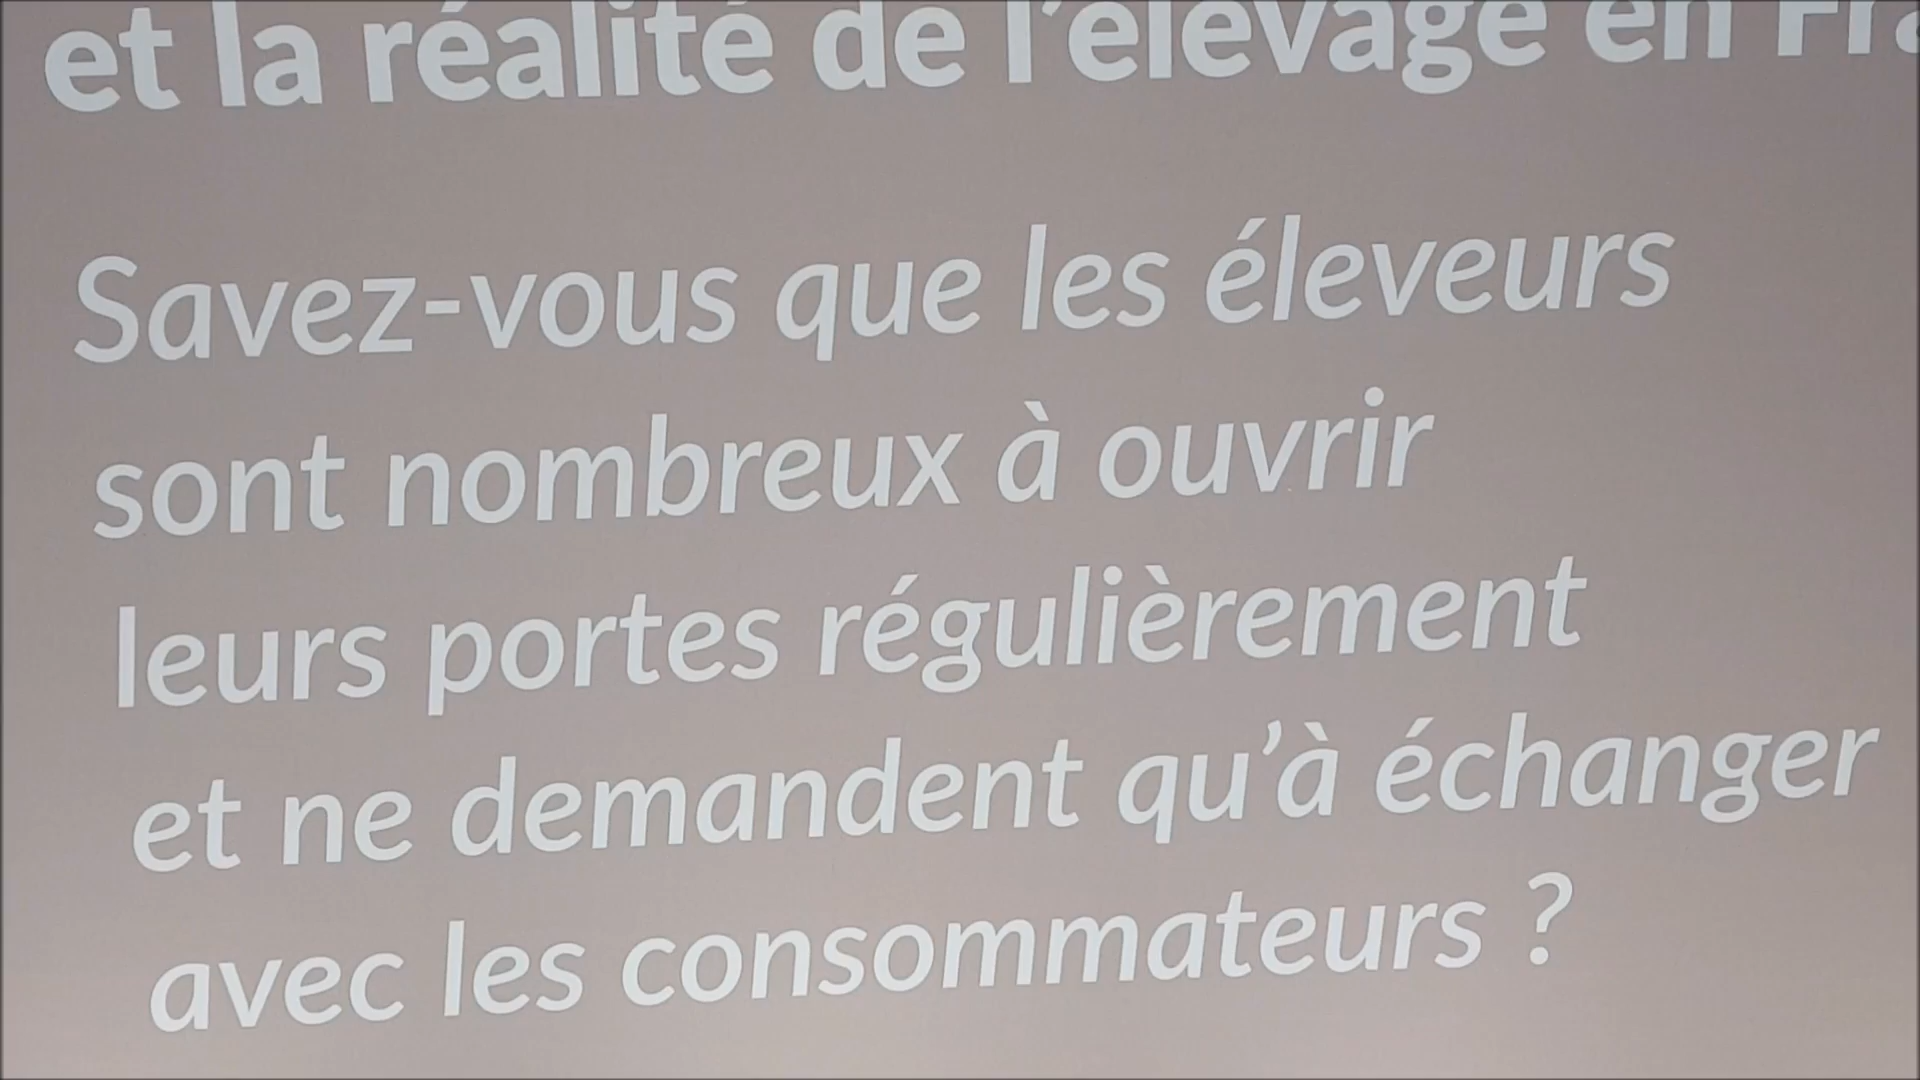 et la réalité de l'élevage en
Savez-vous que les éleveurs
sont nombreux à ouvrir
leurs portes régulièrement
et ne demandent qu'à échanger
avec les consommateurs ?